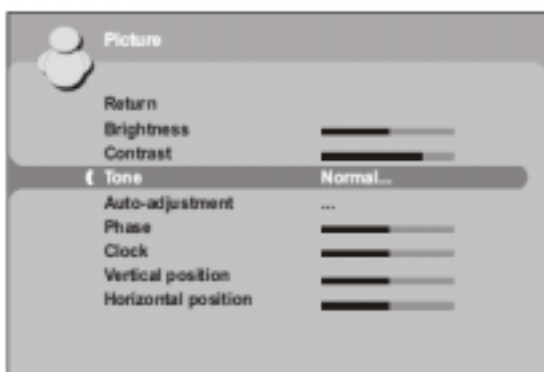 Picture
Return
Brightness
Contrast
Tone Normal...
Auto-adjustment ...
Phase
Clock
Vertical position
Horizontal position